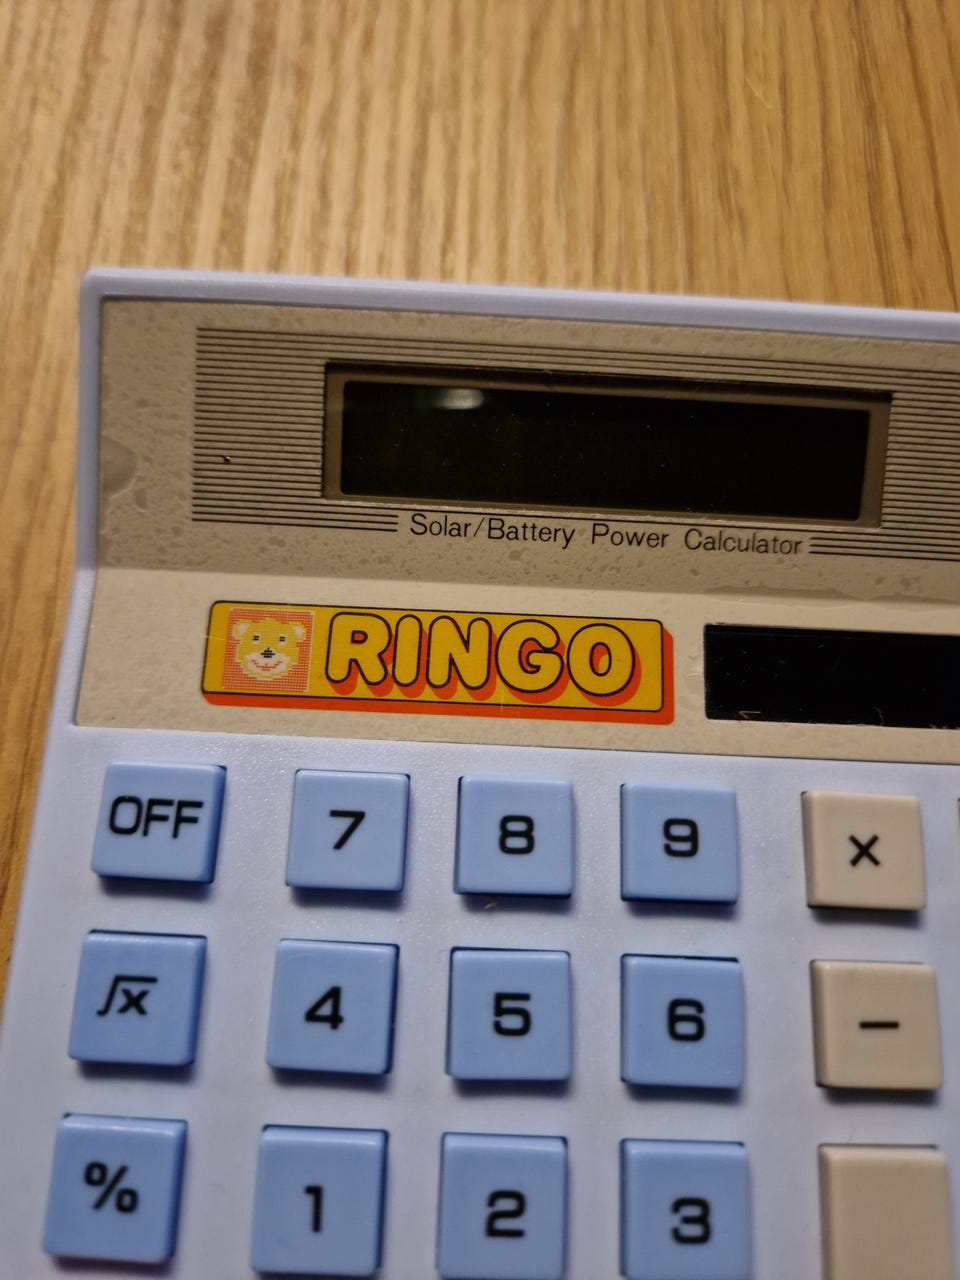 Solar/Battery Power Calculator
RINGO
OFF 7 8 9 ×
√x 4 5 6 −
% 1 2 3